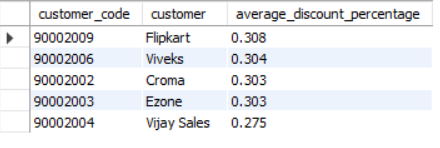 customer_code customer average_discount_percentage
90002009 Flipkart 0.308
90002006 Viveks 0.304
90002002 Croma 0.303
90002003 Ezone 0.303
90002004 Vijay Sales 0.275